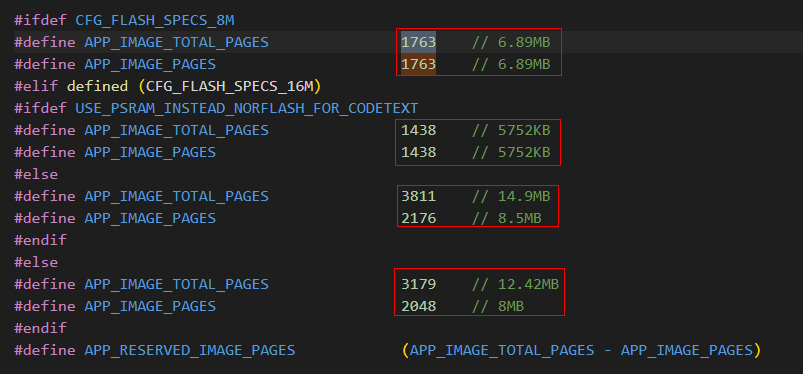 #ifdef CFG_FLASH_SPECS_8M
#define APP_IMAGE_TOTAL_PAGES 1763 // 6.89MB
#define APP_IMAGE_PAGES 1763 // 6.89MB
#elif defined (CFG_FLASH_SPECS_16M)
#ifdef USE_PSRAM_INSTEAD_NORFLASH_FOR_CODETEXT
#define APP_IMAGE_TOTAL_PAGES 1438 // 5752KB
#define APP_IMAGE_PAGES 1438 // 5752KB
#else
#define APP_IMAGE_TOTAL_PAGES 3811 // 14.9MB
#define APP_IMAGE_PAGES 2176 // 8.5MB
#endif
#else
#define APP_IMAGE_TOTAL_PAGES 3179 // 12.42MB
#define APP_IMAGE_PAGES 2048 // 8MB
#endif
#define APP_RESERVED_IMAGE_PAGES (APP_IMAGE_TOTAL_PAGES - APP_IMAGE_PAGES)